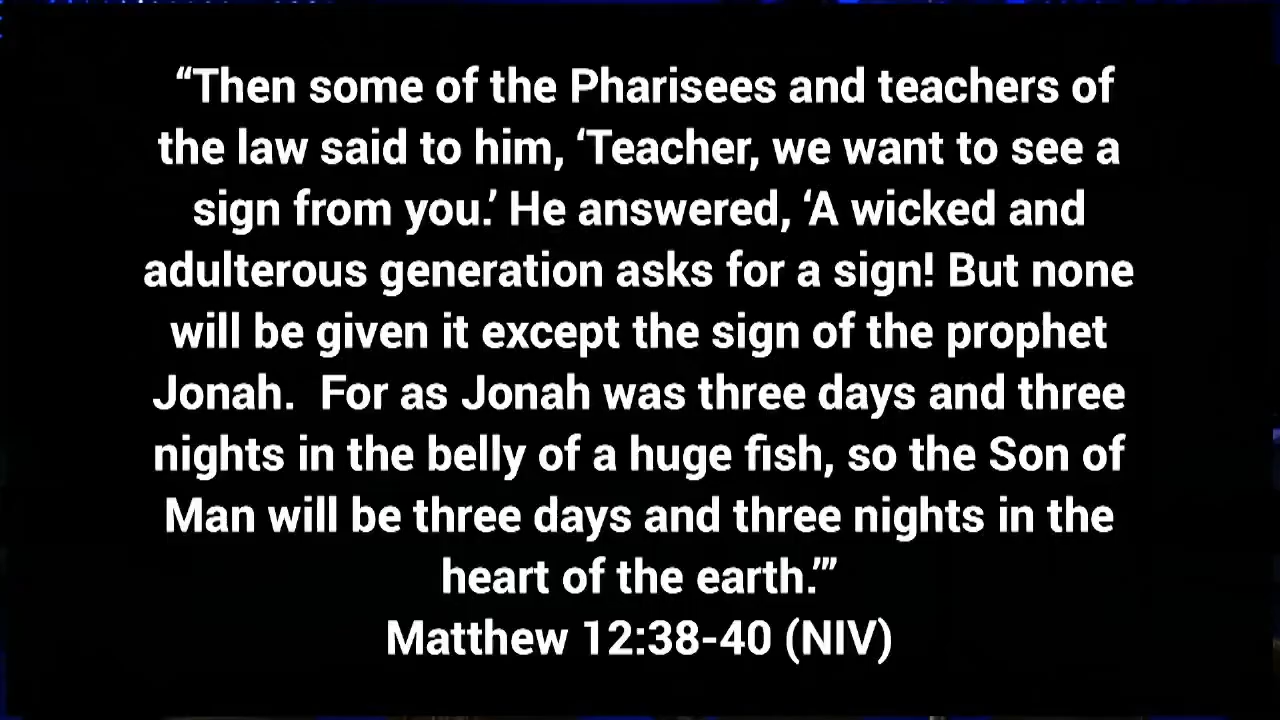 “Then some of the Pharisees and teachers of
the law said to him, ‘Teacher, we want to see a
sign from you.’ He answered, ‘A wicked and
adulterous generation asks for a sign! But none
will be given it except the sign of the prophet
Jonah.  For as Jonah was three days and three
nights in the belly of a huge fish, so the Son of
Man will be three days and three nights in the
heart of the earth.’”
Matthew 12:38-40 (NIV)